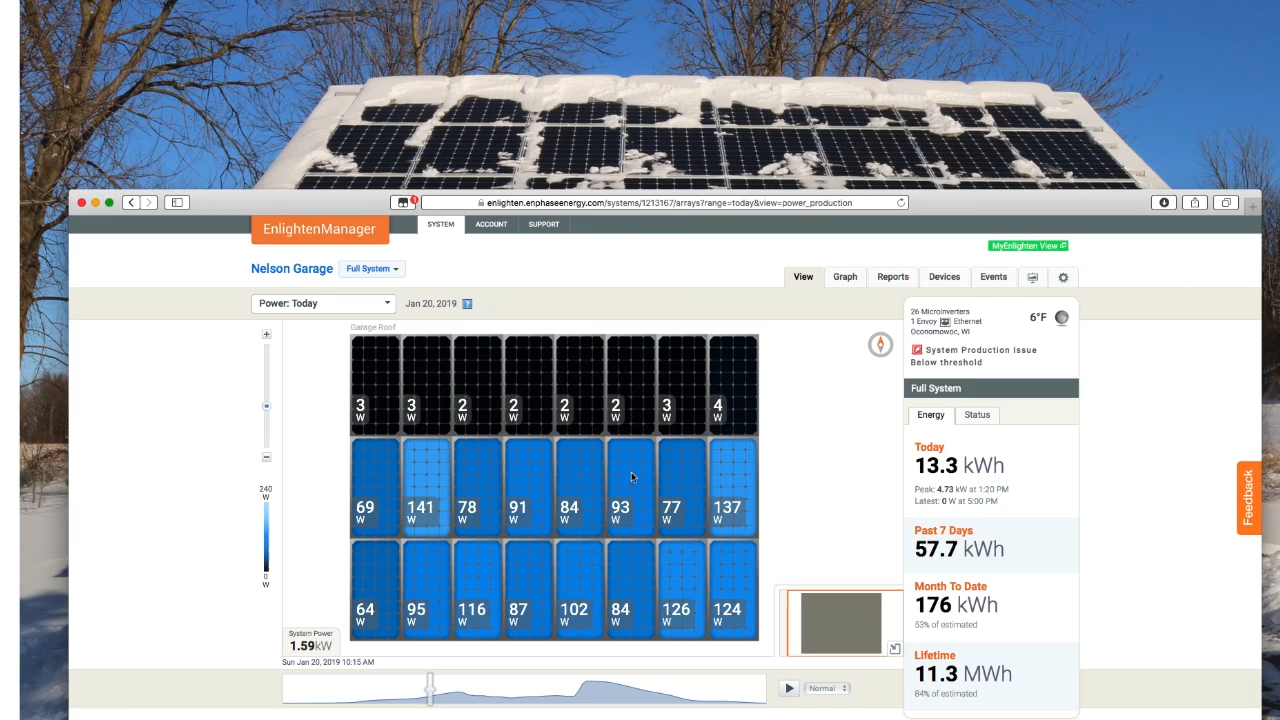 1
enlighten.enphaseenergy.com/systems/1213167/arrays?range=today&view=power_production
EnlightenManager
SYSTEM ACCOUNT SUPPORT
MyEnlighten View
Nelson Garage
Full System
View Graph Reports Devices Events
Power: Today
Jan 20, 2019
?
26 Microinverters
1 Envoy Ethernet
Oconomowoc, WI
6°F
System Production Issue
Below threshold
Full System
Energy Status
Today
13.3 kWh
Peak: 4.73 kW at 1:20 PM
Latest: 0 W at 5:00 PM
Past 7 Days
57.7 kWh
Month To Date
176 kWh
53% of estimated
Lifetime
11.3 MWh
84% of estimated
Feedback
Garage Roof
3 3 2 2 2 2 3 4
W W W W W W W W
69 141 78 91 84 93 77 137
W W W W W W W W
64 95 116 87 102 84 126 124
W W W W W W W W
240
W
0
W
System Power
1.59kW
Sun Jan 20, 2019 10:15 AM
Normal